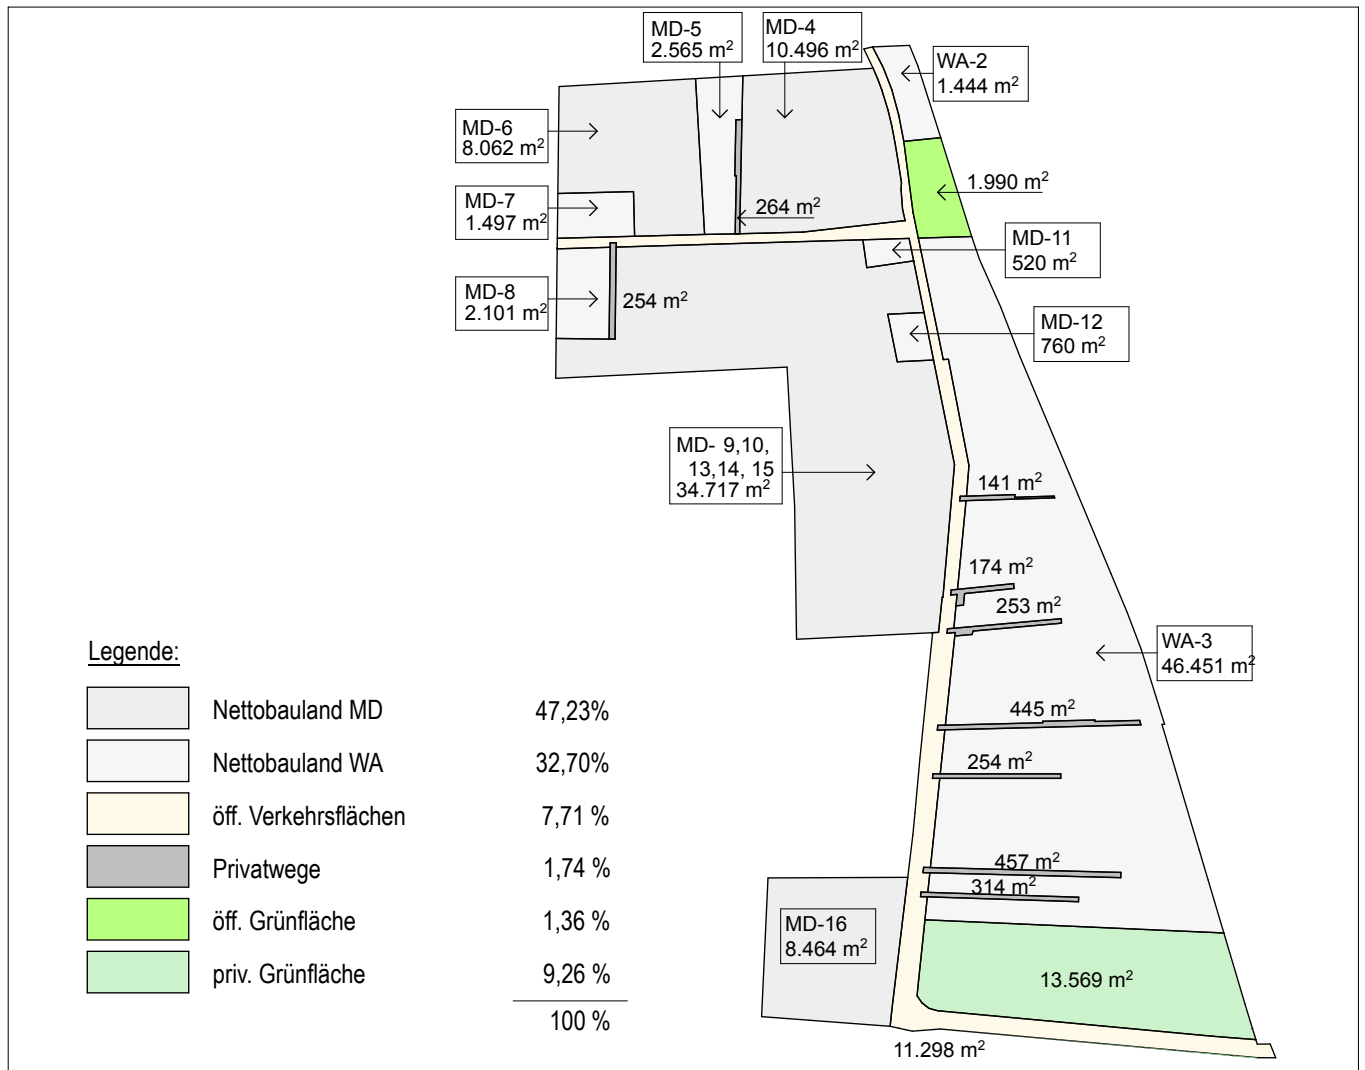 MD-5
2.565 m²
MD-4
10.496 m²
WA-2
1.444 m²
MD-6
8.062 m²
1.990 m²
MD-7
1.497 m²
264 m²
MD-11
520 m²
MD-8
2.101 m²
254 m²
MD-12
760 m²
MD- 9,10,
13,14, 15
34.717 m²
141 m²
174 m²
253 m²
WA-3
46.451 m²
445 m²
254 m²
457 m²
314 m²
MD-16
8.464 m²
13.569 m²
11.298 m²
Legende:
Nettobauland MD 47,23%
Nettobauland WA 32,70%
öff. Verkehrsflächen 7,71 %
Privatwege 1,74 %
öff. Grünfläche 1,36 %
priv. Grünfläche 9,26 %
100 %